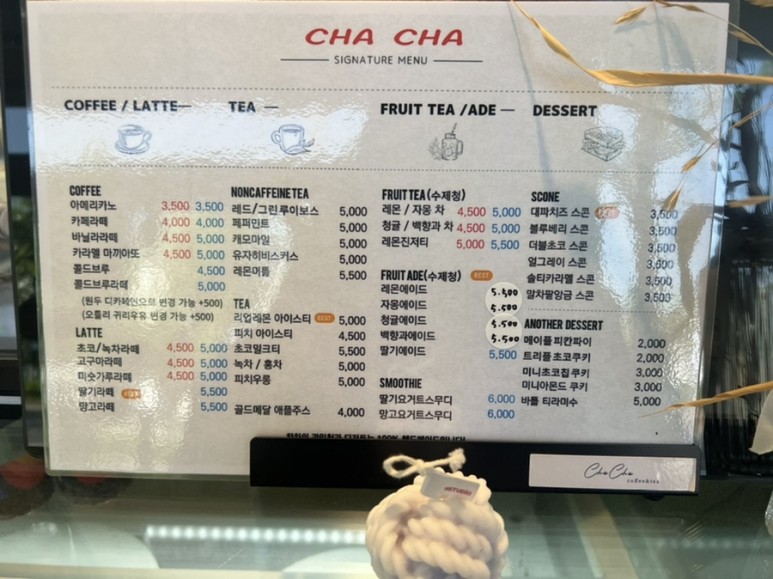 CHA CHA
SIGNATURE MENU
COFFEE / LATTE
TEA
FRUIT TEA /ADE
DESSERT
COFFEE
아메리카노 3,500 3,500
카페라떼 4,000 4,000
바닐라라떼 4,500 5,000
카라멜 마끼아또 4,500 5,000
콜드브루 4,500
콜드브루라떼 5,000
(원두 디카페인으로 변경 가능 +500)
(오틀리 귀리우유 변경 가능 +500)
LATTE
초코/녹차라떼 4,500 5,000
고구마라떼 4,500 5,000
미숫가루라떼 4,500 5,000
딸기라떼 5,500
망고라떼 5,500
NONCAFFEINE TEA
레드/그린 루이보스 5,000
페퍼민트 5,000
캐모마일 5,000
유자히비스커스 5,000
레몬머틀 5,500
TEA
리얼레몬 아이스티 BEST 5,000
피치 아이스티 4,500
초코밀크티 5,500
녹차 / 홍차 5,000
피치우롱 5,000
골드메달 애플주스 4,000
FRUIT TEA (수제청)
레몬 / 자몽 차 4,500 5,000
청귤 / 백향과 차 4,500 5,000
레몬진저티 5,000 5,500
FRUIT ADE(수제청) BEST
레몬에이드 5.500
자몽에이드 5.500
청귤에이드 5.500
백향과에이드 5.500
딸기에이드 5,500
SMOOTHIE
딸기요거트스무디 6,000
망고요거트스무디 6,000
SCONE
대파치즈 스콘 3,500
블루베리 스콘 3,500
더블초코 스콘 3,500
얼그레이 스콘 3,500
솔티카라멜 스콘 3,500
말차팥앙금 스콘 3,500
ANOTHER DESSERT
메이플 피칸파이 2,000
트리플 초코쿠키 2,000
미니초코칩 쿠키 3,000
미니아몬드 쿠키 3,000
바틀 티라미수 5,000
Cha Cha
coffee&tea